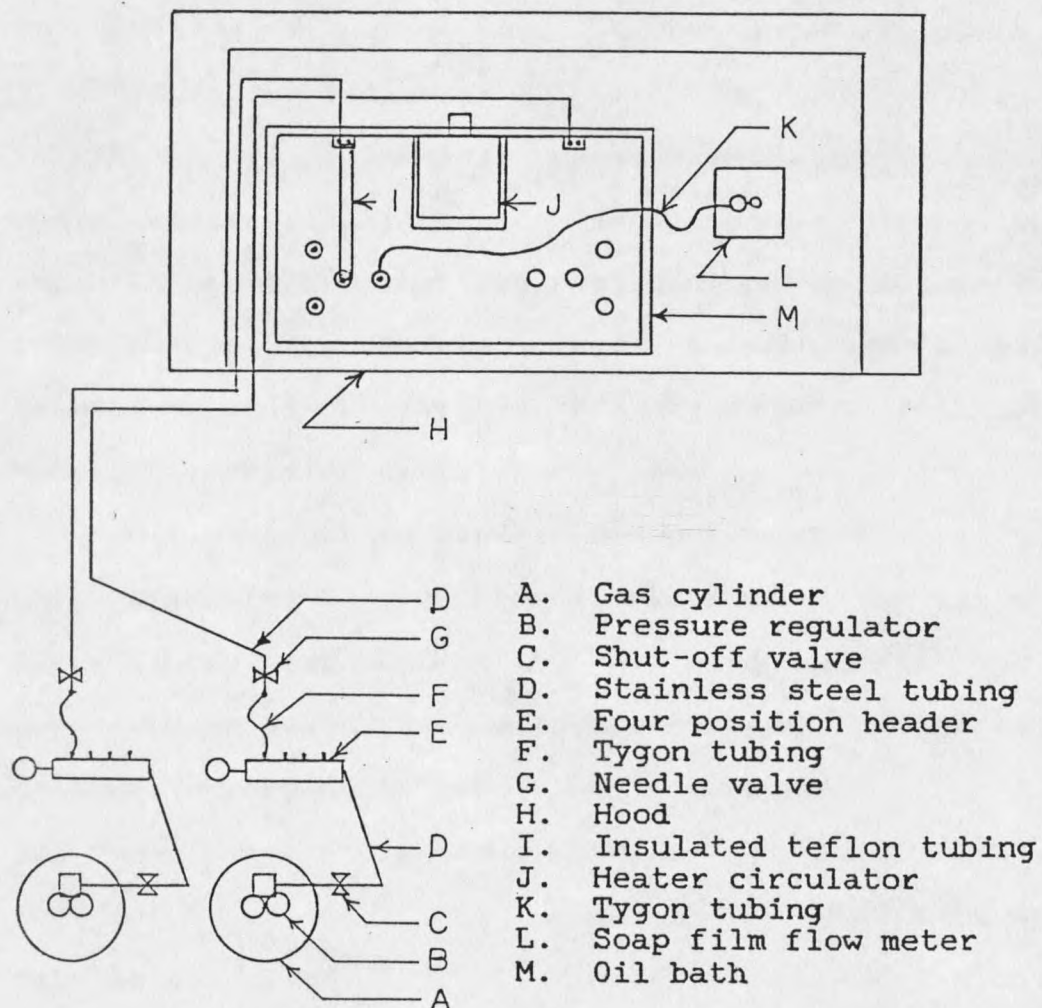 K
I
J
L
M
H
D
G
F
E
D
C
B
A
A. Gas cylinder
B. Pressure regulator
C. Shut-off valve
D. Stainless steel tubing
E. Four position header
F. Tygon tubing
G. Needle valve
H. Hood
I. Insulated teflon tubing
J. Heater circulator
K. Tygon tubing
L. Soap film flow meter
M. Oil bath